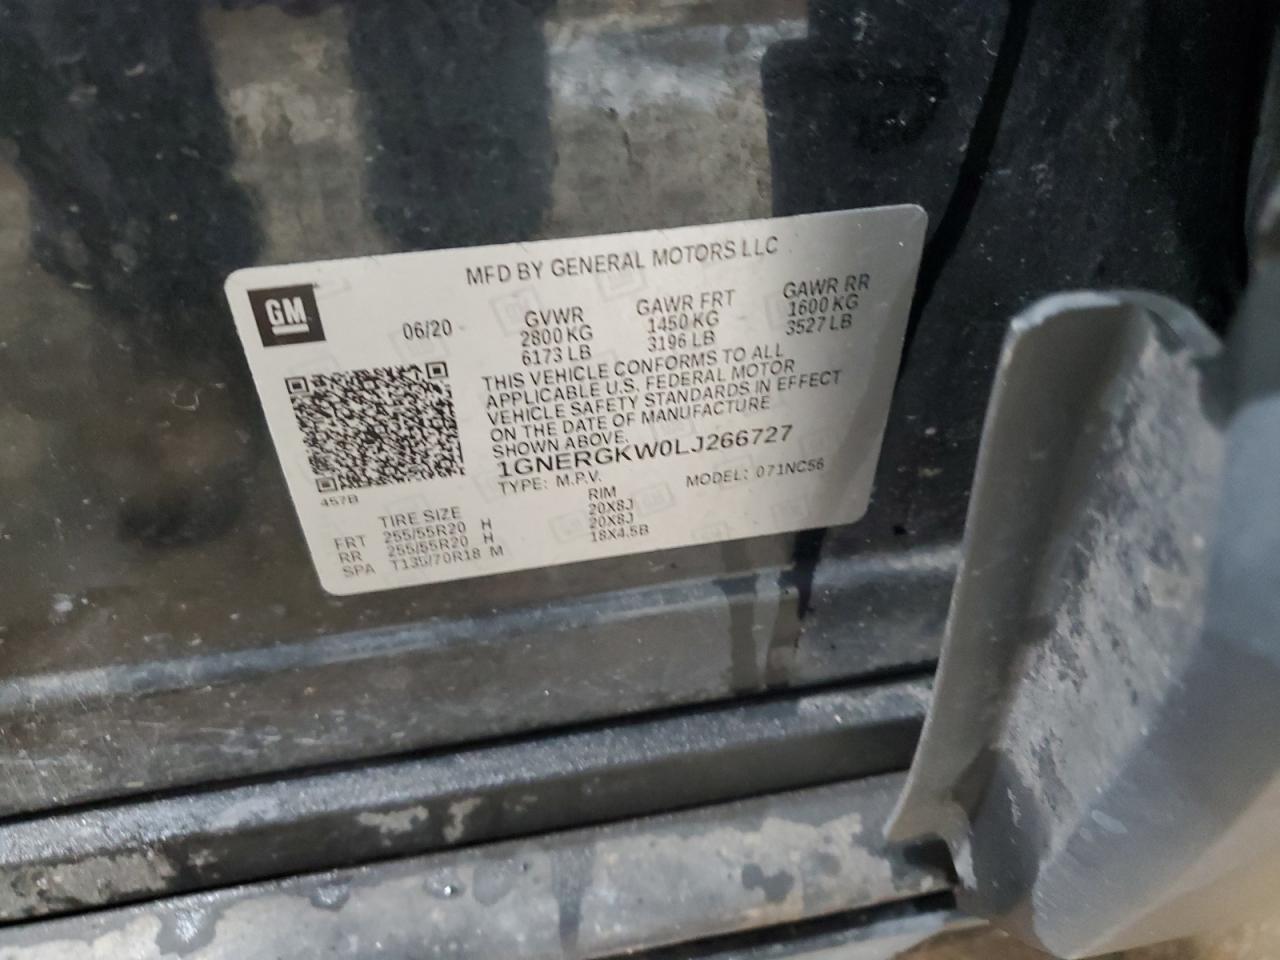 MFD BY GENERAL MOTORS LLC
GM
06/20
GVWR GAWR FRT GAWR RR
2800 KG 1450 KG 1600 KG
6173 LB 3196 LB 3527 LB
THIS VEHICLE CONFORMS TO ALL
APPLICABLE U.S. FEDERAL MOTOR
VEHICLE SAFETY STANDARDS IN EFFECT
ON THE DATE OF MANUFACTURE
SHOWN ABOVE.
1GNERGKW0LJ266727
TYPE: M.P.V. MODEL: 071NC56
457B
TIRE SIZE RIM
FRT 255/55R20 H 20X8J
RR 255/55R20 H 20X8J
SPA T135/70R18 M 18X4.5B